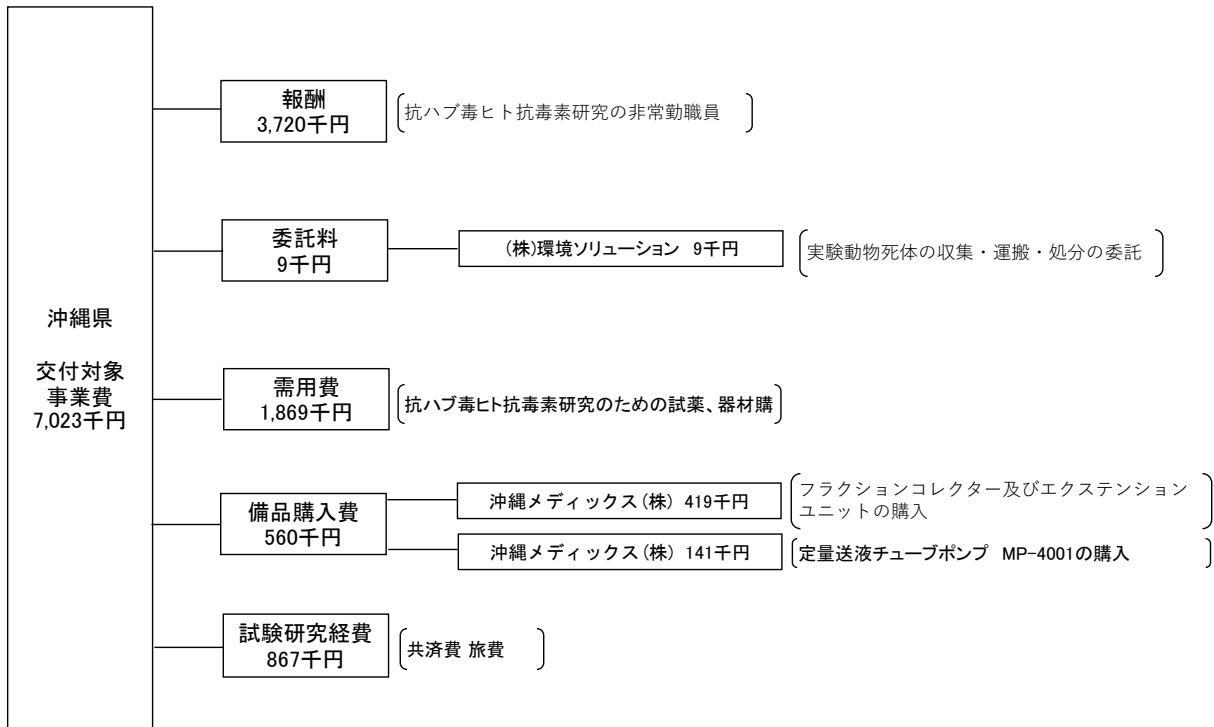 沖縄県
交付対象
事業費
7,023千円
報酬
3,720千円
抗ハブ毒ヒト抗毒素研究の非常勤職員
委託料
9千円
(株)環境ソリューション 9千円
実験動物死体の収集・運搬・処分の委託
需用費
1,869千円
抗ハブ毒ヒト抗毒素研究のための試薬、器材購
備品購入費
560千円
沖縄メディックス(株) 419千円
フラクションコレクター及びエクステンション
ユニットの購入
沖縄メディックス(株) 141千円
定量送液チューブポンプ MP-4001の購入
試験研究経費
867千円
共済費 旅費